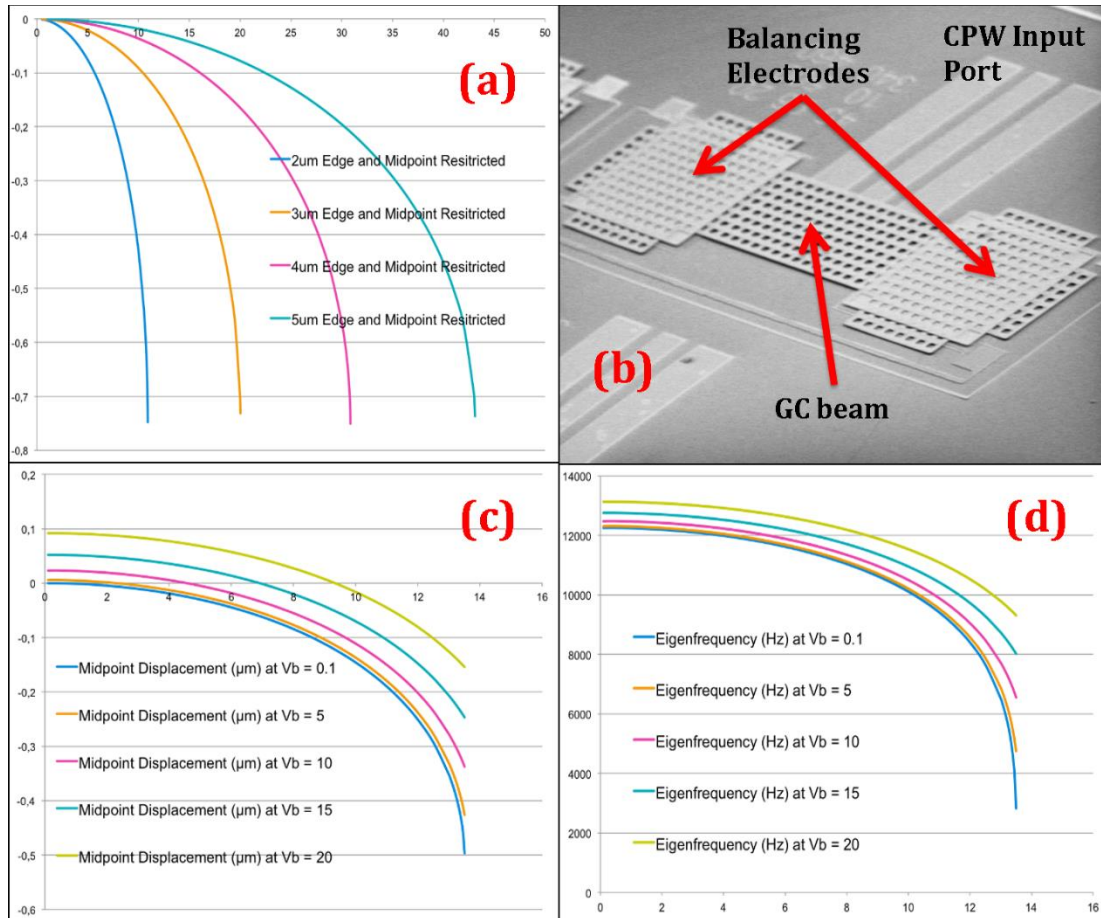 0
0 5 10 15 20 25 30 35 40 45 50
-0,1
-0,2
-0,3
-0,4
-0,5
-0,6
-0,7
-0,8
(a)
2um Edge and Midpoint Resitricted
3um Edge and Midpoint Resitricted
4um Edge and Midpoint Resitricted
5um Edge and Midpoint Resitricted
Balancing
Electrodes
CPW Input
Port
(b)
GC beam
0,2
0,1
0
-0,1
-0,2
-0,3
-0,4
-0,5
-0,6
0 2 4 6 8 10 12 14 16
(c)
Midpoint Displacement (µm) at Vb = 0.1
Midpoint Displacement (µm) at Vb = 5
Midpoint Displacement (µm) at Vb = 10
Midpoint Displacement (µm) at Vb = 15
Midpoint Displacement (µm) at Vb = 20
14000
12000
10000
8000
6000
4000
2000
0
(d)
Eigenfrequency (Hz) at Vb = 0.1
Eigenfrequency (Hz) at Vb = 5
Eigenfrequency (Hz) at Vb = 10
Eigenfrequency (Hz) at Vb = 15
Eigenfrequency (Hz) at Vb = 20
0 2 4 6 8 10 12 14 16